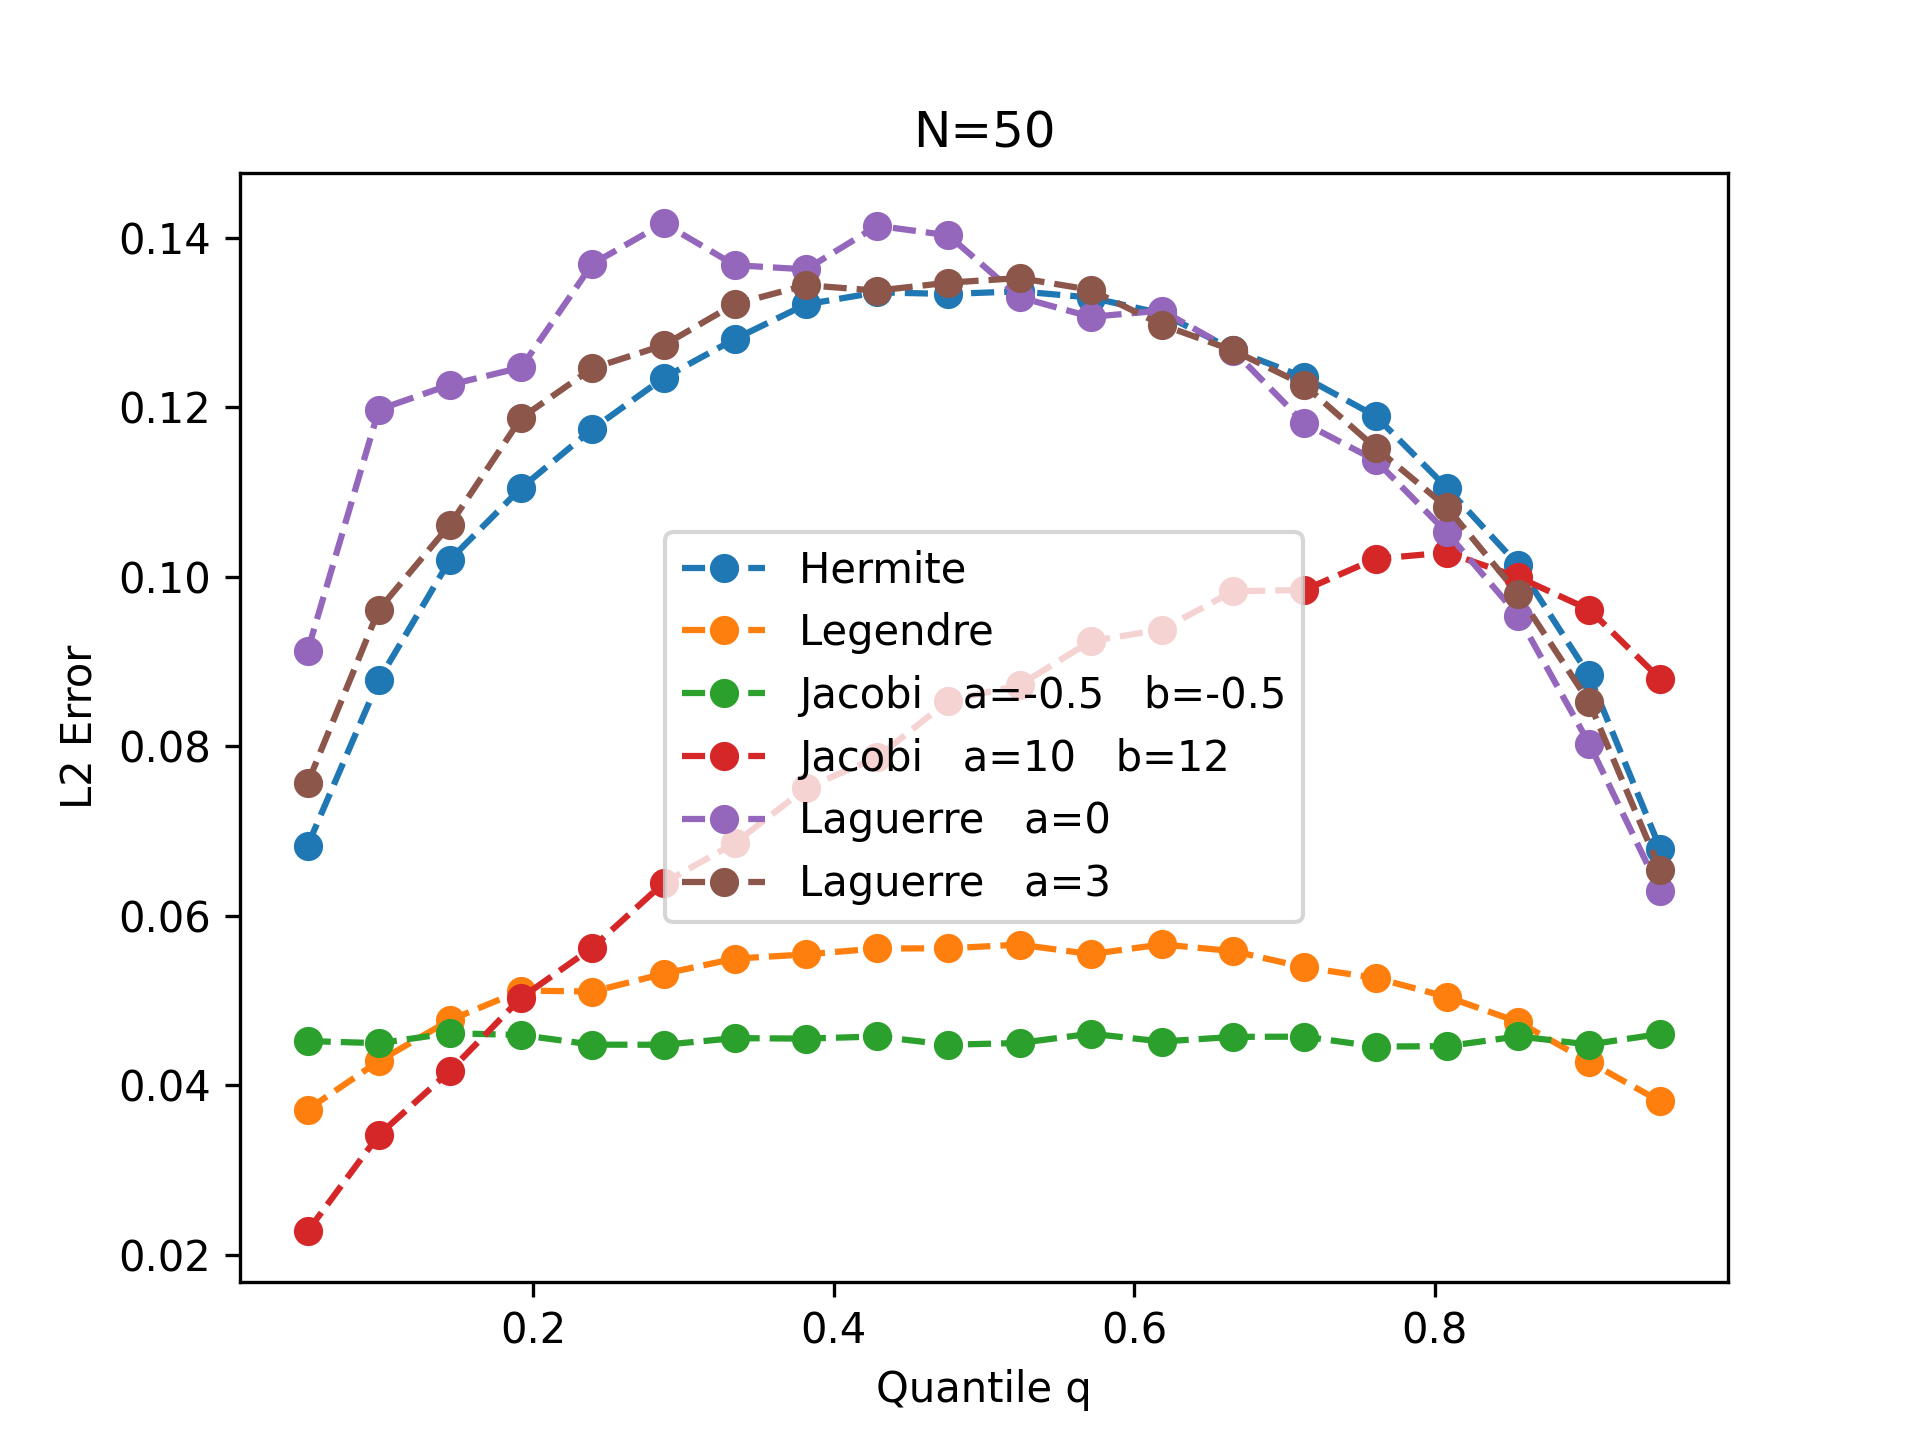 N=50
L2 Error
0.14
0.12
0.10
0.08
0.06
0.04
0.02
Hermite
Legendre
Jacobi a=-0.5 b=-0.5
Jacobi a=10 b=12
Laguerre a=0
Laguerre a=3
0.2 0.4 0.6 0.8
Quantile q